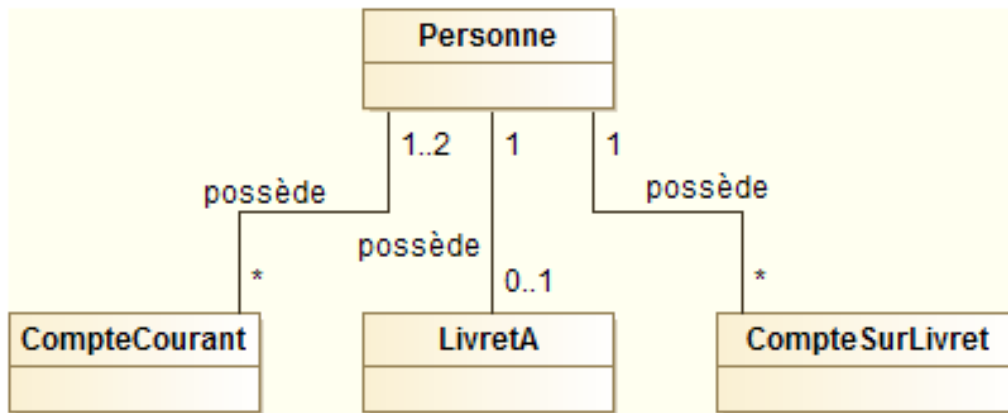 Personne
1..2
1
1
possède
possède
possède
*
0..1
*
CompteCourant
LivretA
CompteSurLivret